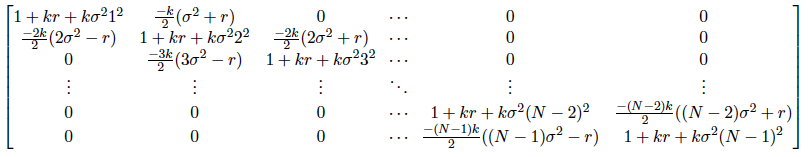 1 + kr + kσ²1² −k/2(σ² + r) 0 ⋯ 0 0
−2k/2(2σ² − r) 1 + kr + kσ²2² −2k/2(2σ² + r) ⋯ 0 0
0 −3k/2(3σ² − r) 1 + kr + kσ²3² ⋯ 0 0
⋮ ⋮ ⋮ ⋱ ⋮ ⋮
0 0 0 ⋯ 1 + kr + kσ²(N − 2)² −(N−2)k/2((N − 2)σ² + r)
0 0 0 ⋯ −(N−1)k/2((N − 1)σ² − r) 1 + kr + kσ²(N − 1)²